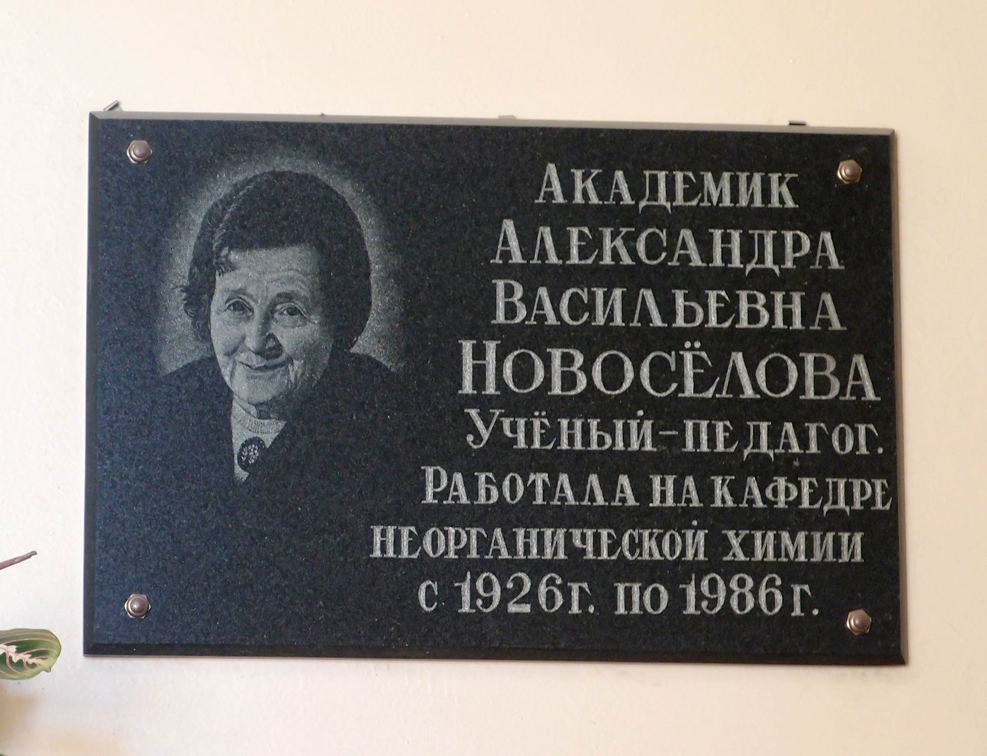 Академик
Александра
Васильевна
Новосёлова
Учёный-педагог.
Работала на кафедре
неорганической химии
с 1926г. по 1986г.